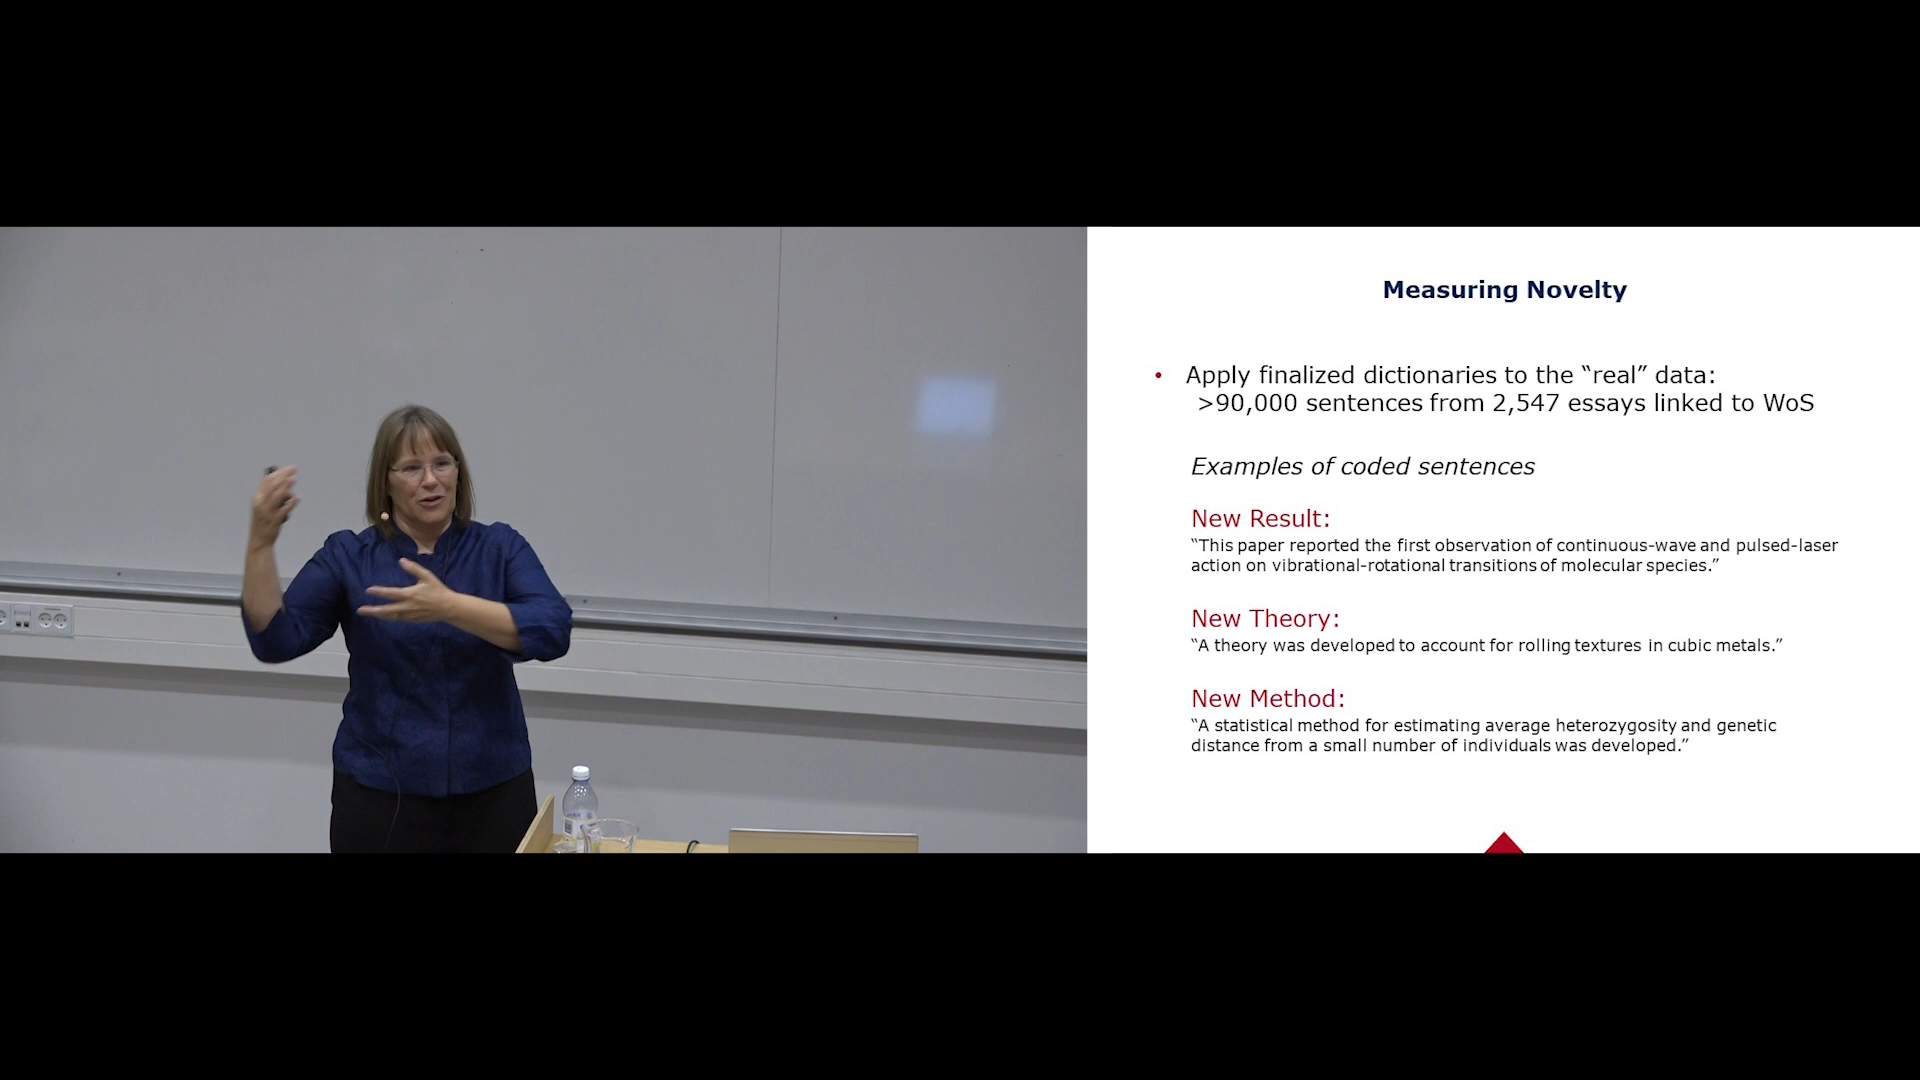 Measuring Novelty
• Apply finalized dictionaries to the “real” data:
>90,000 sentences from 2,547 essays linked to WoS
Examples of coded sentences
New Result:
“This paper reported the first observation of continuous-wave and pulsed-laser
action on vibrational-rotational transitions of molecular species.”
New Theory:
“A theory was developed to account for rolling textures in cubic metals.”
New Method:
“A statistical method for estimating average heterozygosity and genetic
distance from a small number of individuals was developed.”